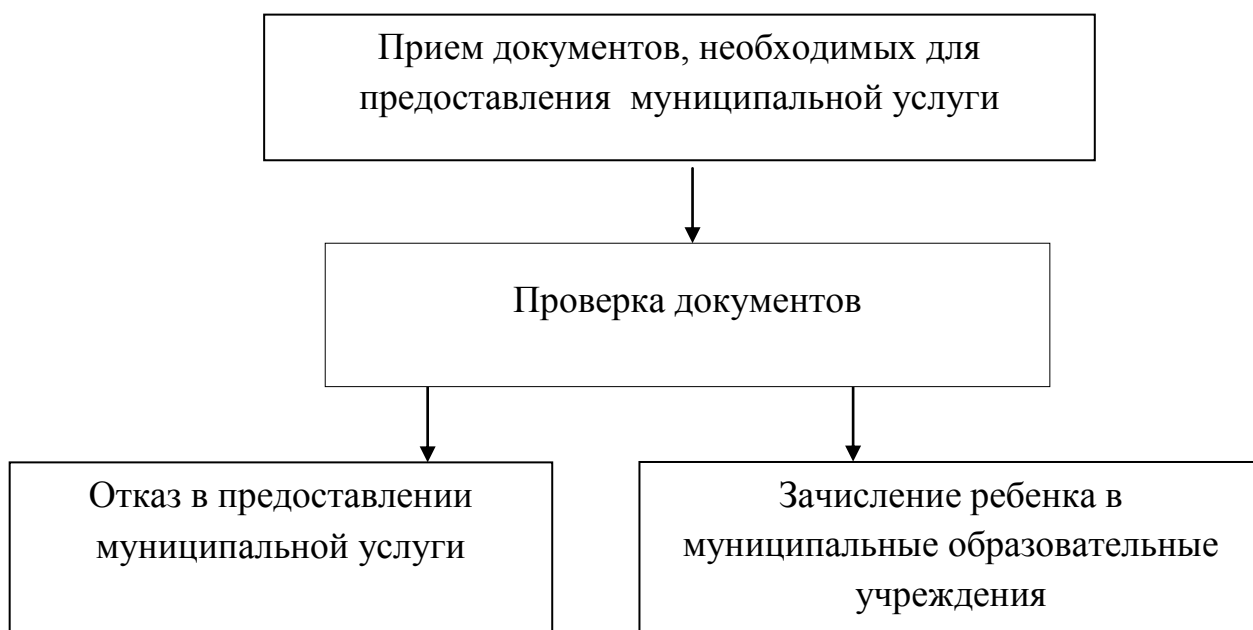 Прием документов, необходимых для
предоставления муниципальной услуги
Проверка документов
Отказ в предоставлении
муниципальной услуги
Зачисление ребенка в
муниципальные образовательные
учреждения